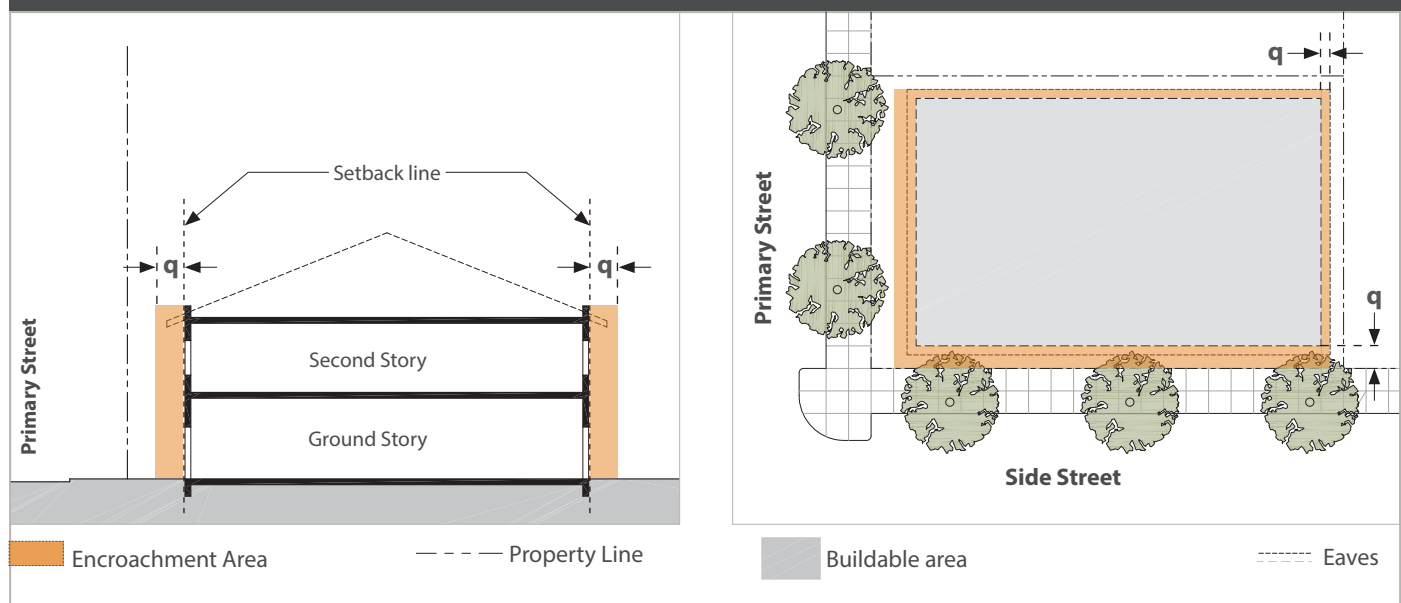 Setback line
q
q
Second Story
Ground Story
Primary Street
q
q
Primary Street
Side Street
Encroachment Area
Property Line
Buildable area
Eaves